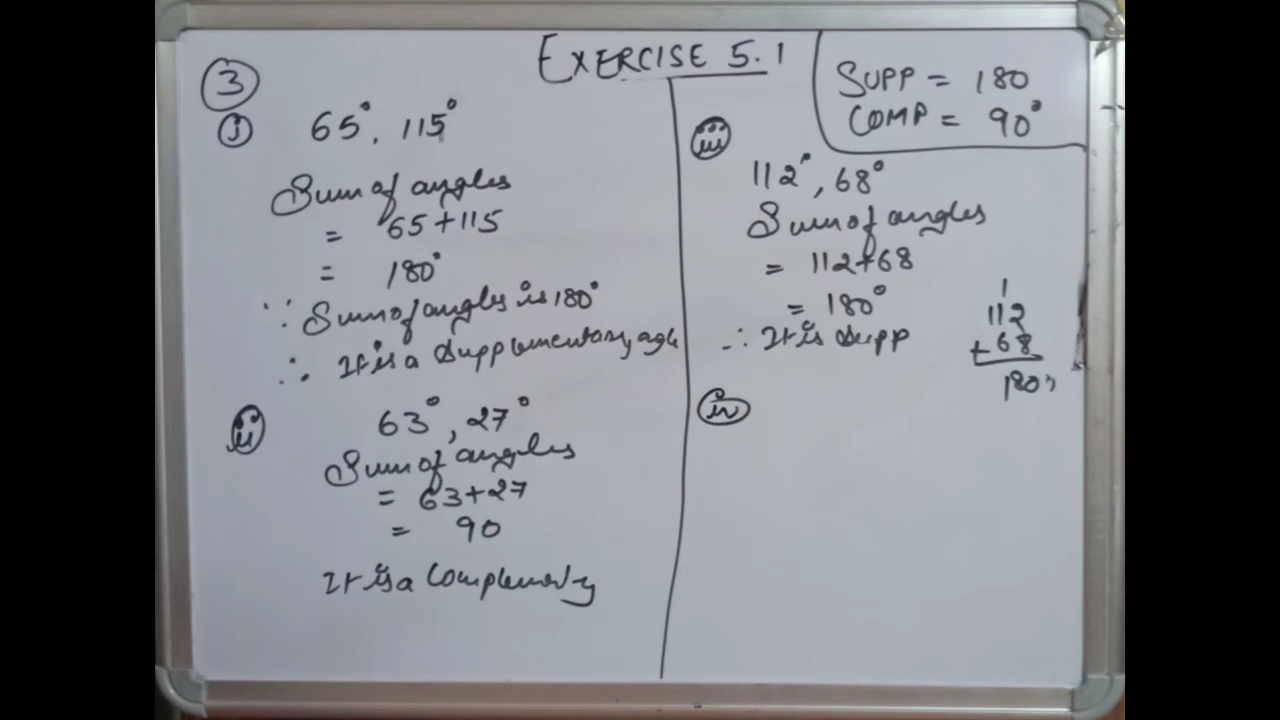 EXERCISE 5.1
SUPP = 180
COMP = 90°
③
ⓘ 65°, 115°
Sum of angles
= 65+115
= 180°
∵ Sum of angles is 180°
∴ It is a Supplementary agle
ⓘⓘ 63°, 27°
Sum of angles
= 63+27
= 90
It is a
iii
112°, 68°
Sum of angles
= 112+68
= 180°
∴ It is Supp
1
112
+68
180
iv